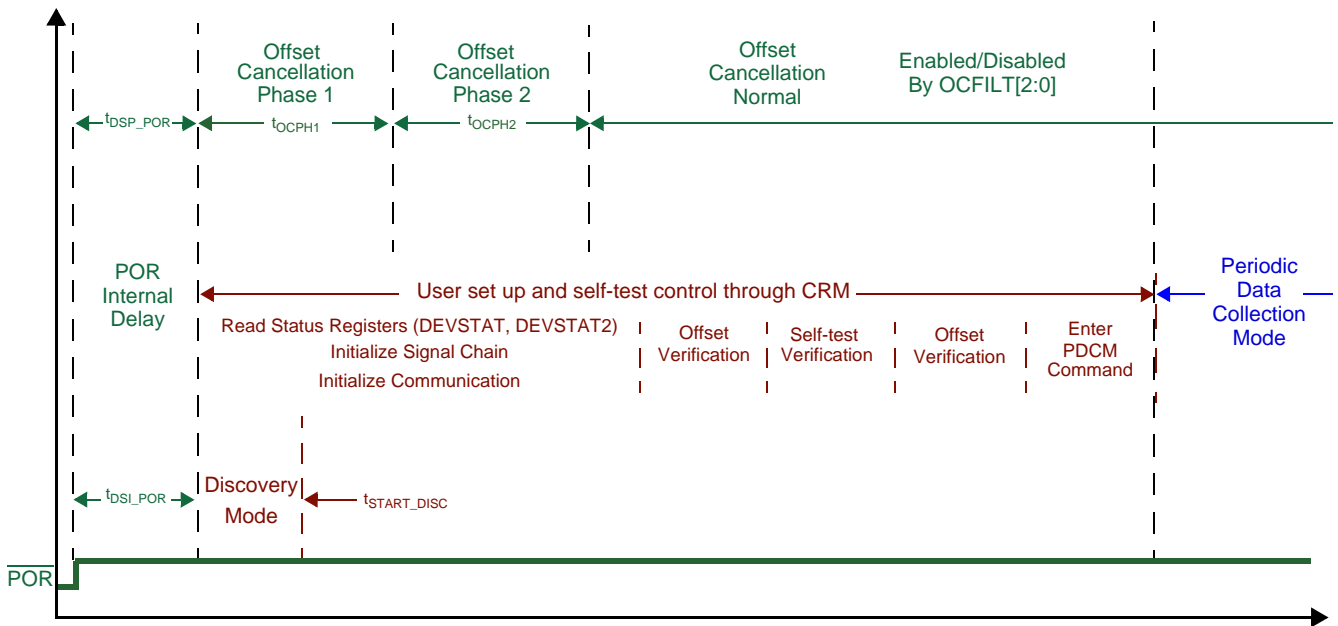 Offset
Cancellation
Phase 1
Offset
Cancellation
Phase 2
Offset
Cancellation
Normal
Enabled/Disabled
By OCFILT[2:0]
tDSP_POR
tOCPH1
tOCPH2
POR
Internal
Delay
User set up and self-test control through CRM
Periodic
Data
Collection
Mode
Read Status Registers (DEVSTAT, DEVSTAT2)
Initialize Signal Chain
Initialize Communication
Offset
Verification
Self-test
Verification
Offset
Verification
Enter
PDCM
Command
tDSI_POR
Discovery
Mode
tSTART_DISC
POR